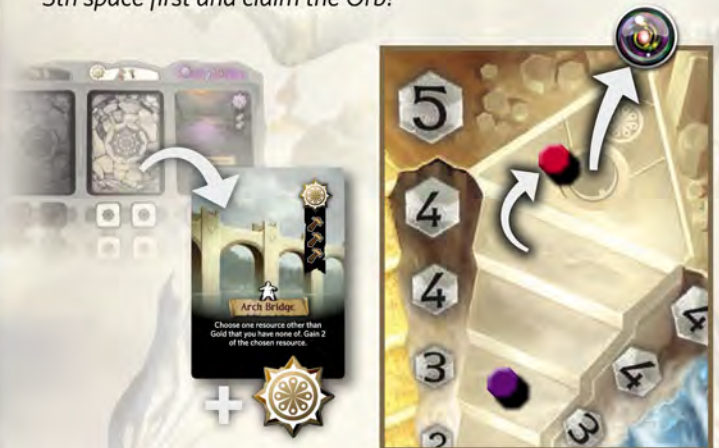 5th space first and claim the Orb!
5
4
4
3
2
4
4
3
Arch Bridge
Choose one resource other than
Gold that you have none of. Gain 2
of the chosen resource.